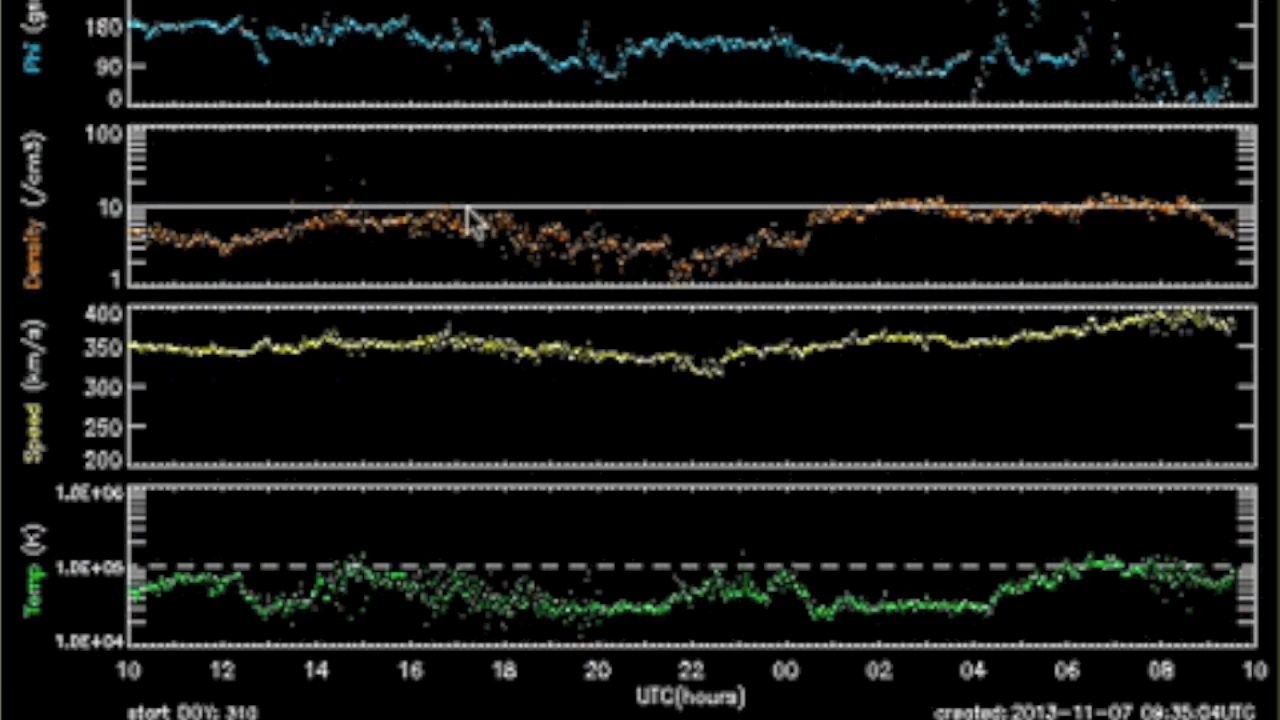 Phi
180
90
0
Density (/cm3)
100
10
1
Speed (km/s)
400
350
300
250
200
Temp (K)
1.0E+06
1.0E+05
1.0E+04
10 12 14 16 18 20 22 00 02 04 06 08 10
UTC(hours)
start DOY: 310
created: 2013-11-07 09:35:04UTC